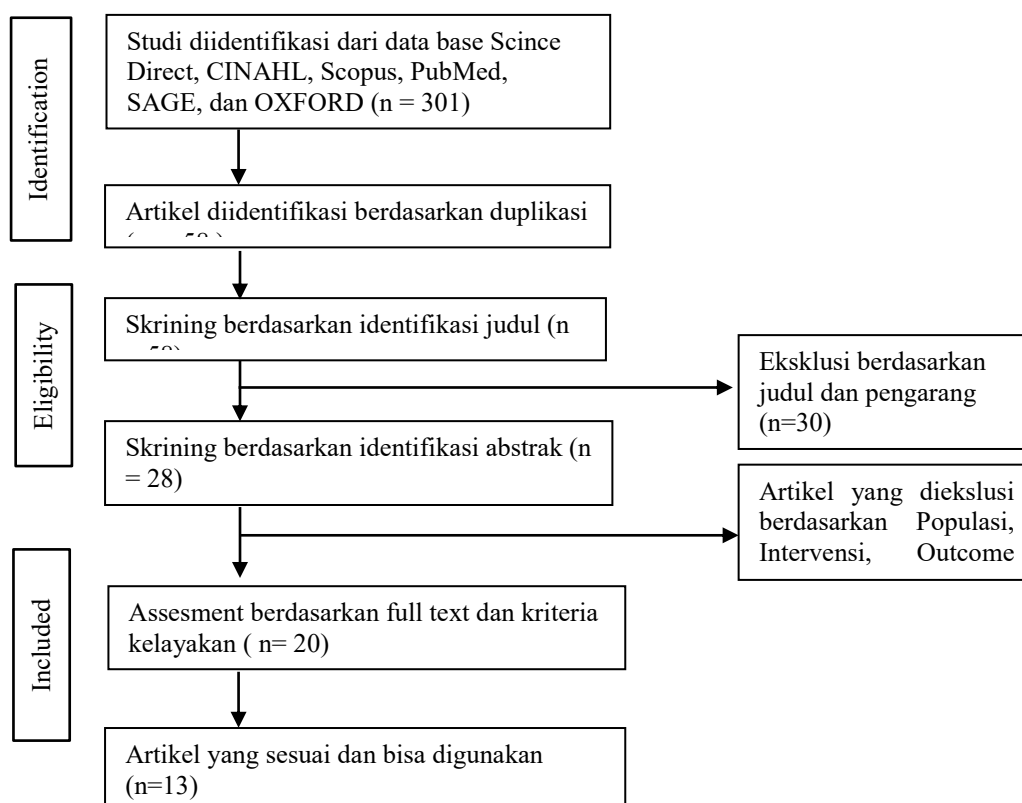 Identification
Studi diidentifikasi dari data base Scince
Direct, CINAHL, Scopus, PubMed,
SAGE, dan OXFORD (n = 301)
Artikel diidentifikasi berdasarkan duplikasi
Eligibility
Skrining berdasarkan identifikasi judul (n
Eksklusi berdasarkan
judul dan pengarang
(n=30)
Skrining berdasarkan identifikasi abstrak (n
= 28)
Artikel yang diekslusi
berdasarkan Populasi,
Intervensi, Outcome
Included
Assesment berdasarkan full text dan kriteria
kelayakan ( n= 20)
Artikel yang sesuai dan bisa digunakan
(n=13)